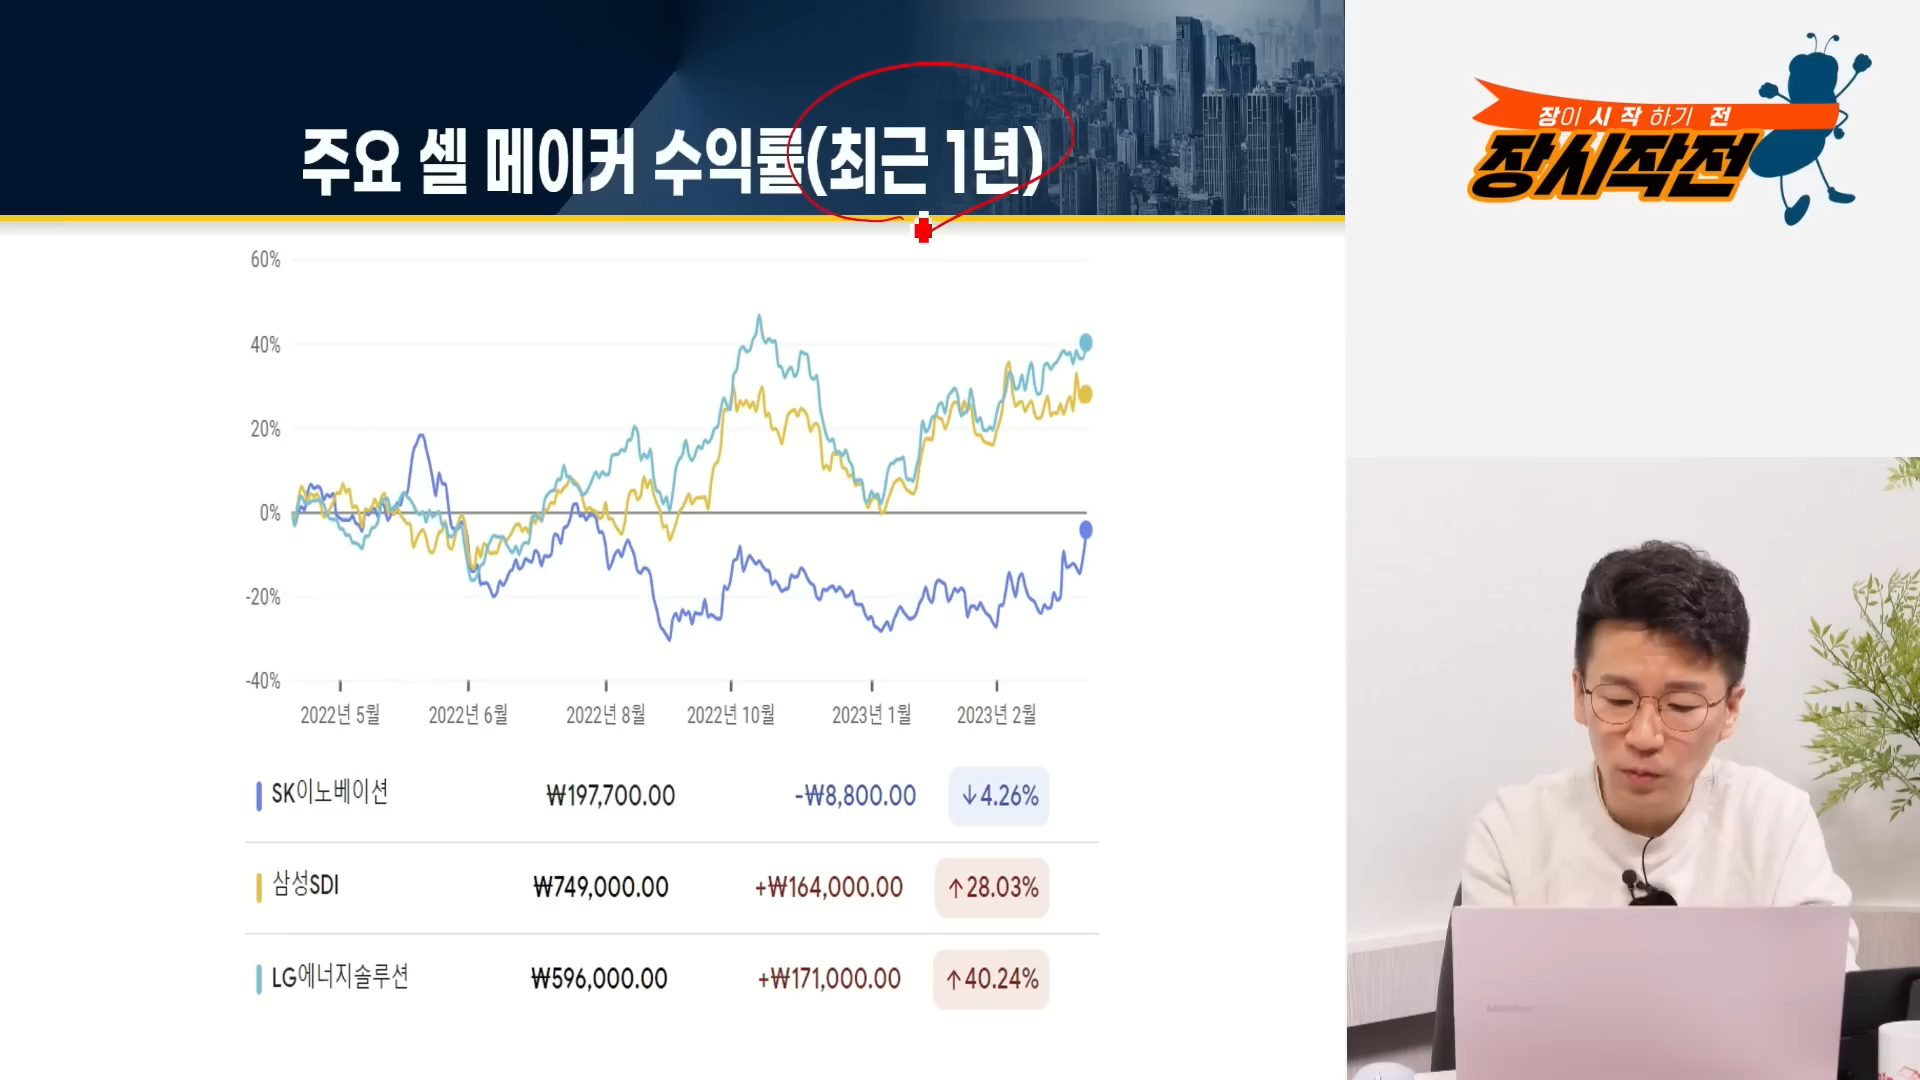 주요 셀 메이커 수익률(최근 1년)
장이 시작하기 전
장시작전
60%
40%
20%
0%
-20%
-40%
2022년 5월 2022년 6월 2022년 8월 2022년 10월 2023년 1월 2023년 2월
SK이노베이션 ₩197,700.00 -₩8,800.00 ↓4.26%
삼성SDI ₩749,000.00 +₩164,000.00 ↑28.03%
LG에너지솔루션 ₩596,000.00 +₩171,000.00 ↑40.24%